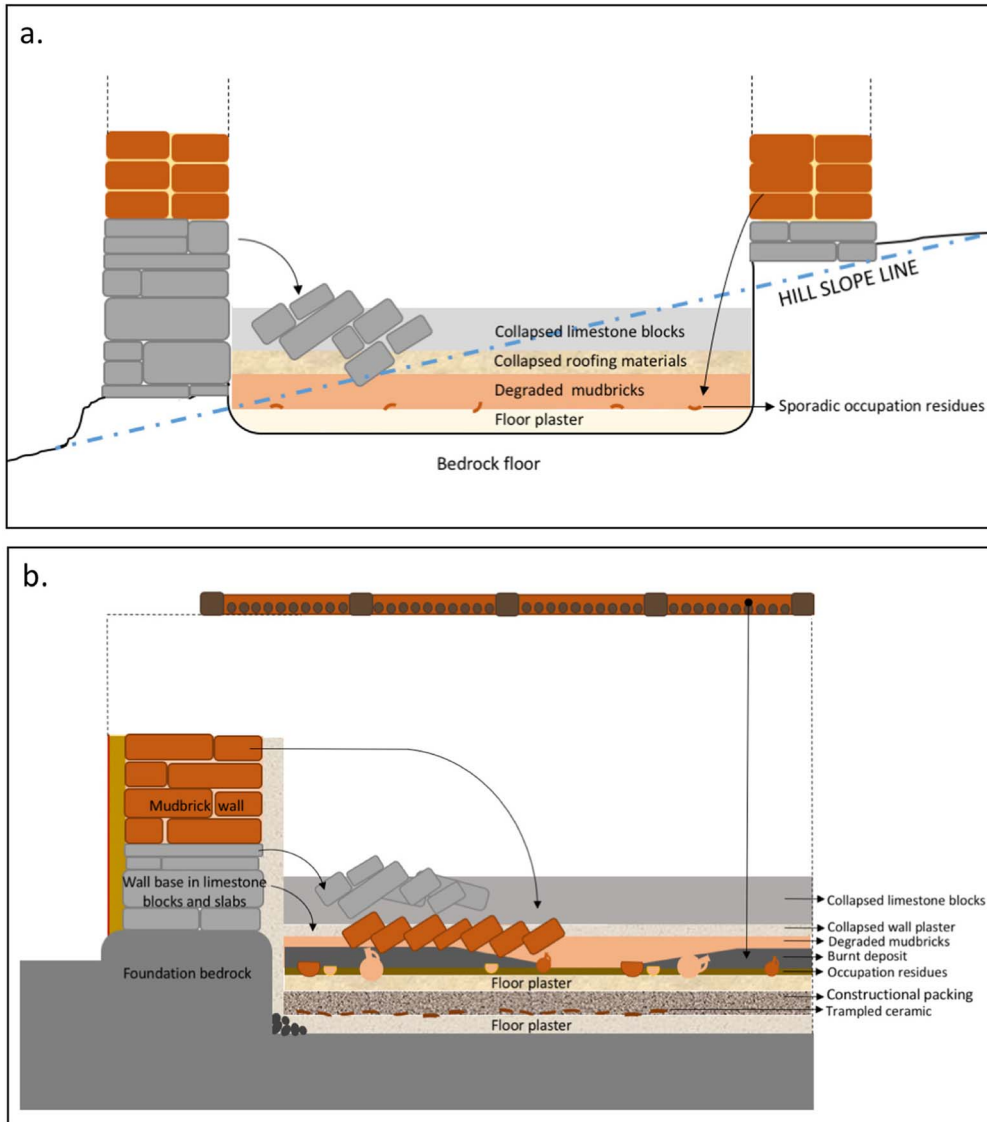 a.
HILL SLOPE LINE
Collapsed limestone blocks
Collapsed roofing materials
Degraded mudbricks
Sporadic occupation residues
Floor plaster
Bedrock floor
b.
Mudbrick wall
Wall base in limestone
blocks and slabs
Foundation bedrock
Collapsed limestone blocks
Collapsed wall plaster
Degraded mudbricks
Burnt deposit
Occupation residues
Floor plaster
Constructional packing
Trampled ceramic
Floor plaster